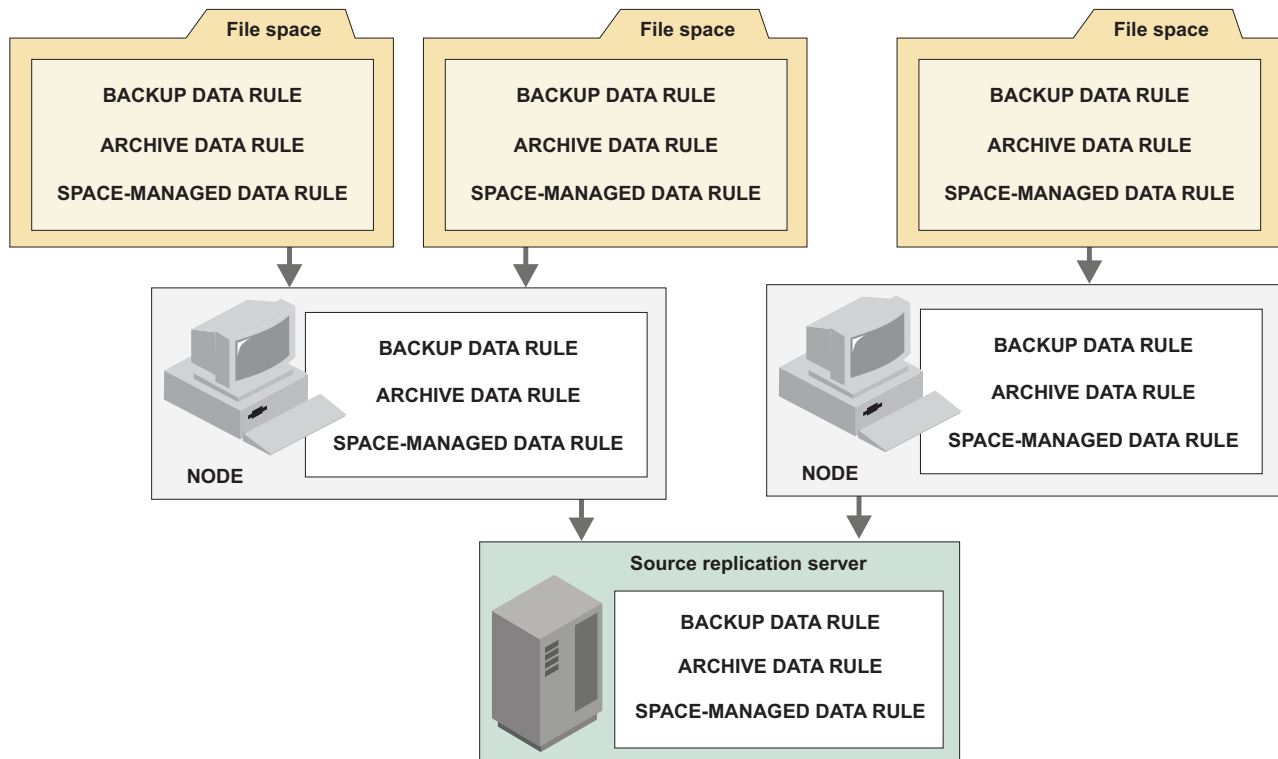 File space
BACKUP DATA RULE
ARCHIVE DATA RULE
SPACE-MANAGED DATA RULE
File space
BACKUP DATA RULE
ARCHIVE DATA RULE
SPACE-MANAGED DATA RULE
File space
BACKUP DATA RULE
ARCHIVE DATA RULE
SPACE-MANAGED DATA RULE
BACKUP DATA RULE
ARCHIVE DATA RULE
SPACE-MANAGED DATA RULE
NODE
BACKUP DATA RULE
ARCHIVE DATA RULE
SPACE-MANAGED DATA RULE
NODE
Source replication server
BACKUP DATA RULE
ARCHIVE DATA RULE
SPACE-MANAGED DATA RULE